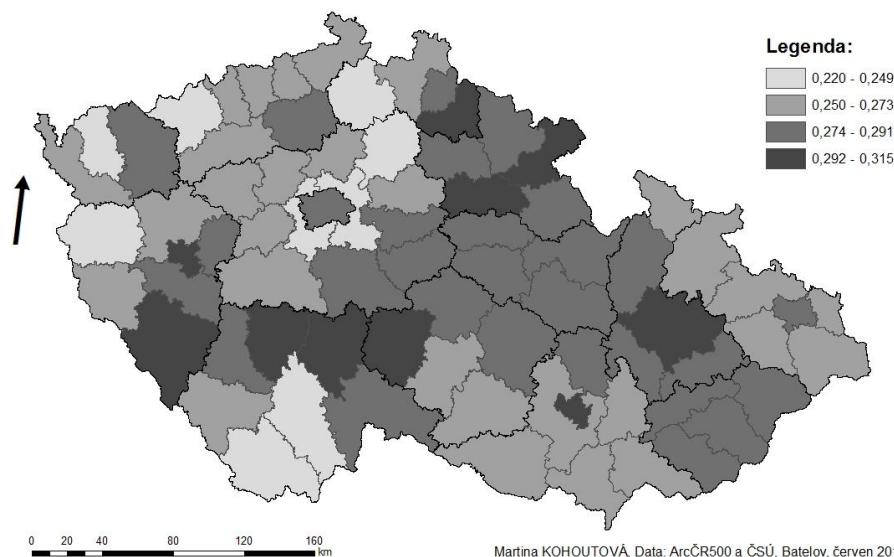 Legenda:
0,220 - 0,249
0,250 - 0,273
0,274 - 0,291
0,292 - 0,315
0 20 40 80 120 160
km
Martina KOHOUTOVÁ. Data: ArcČR500 a ČSÚ. Batelov. červen 20